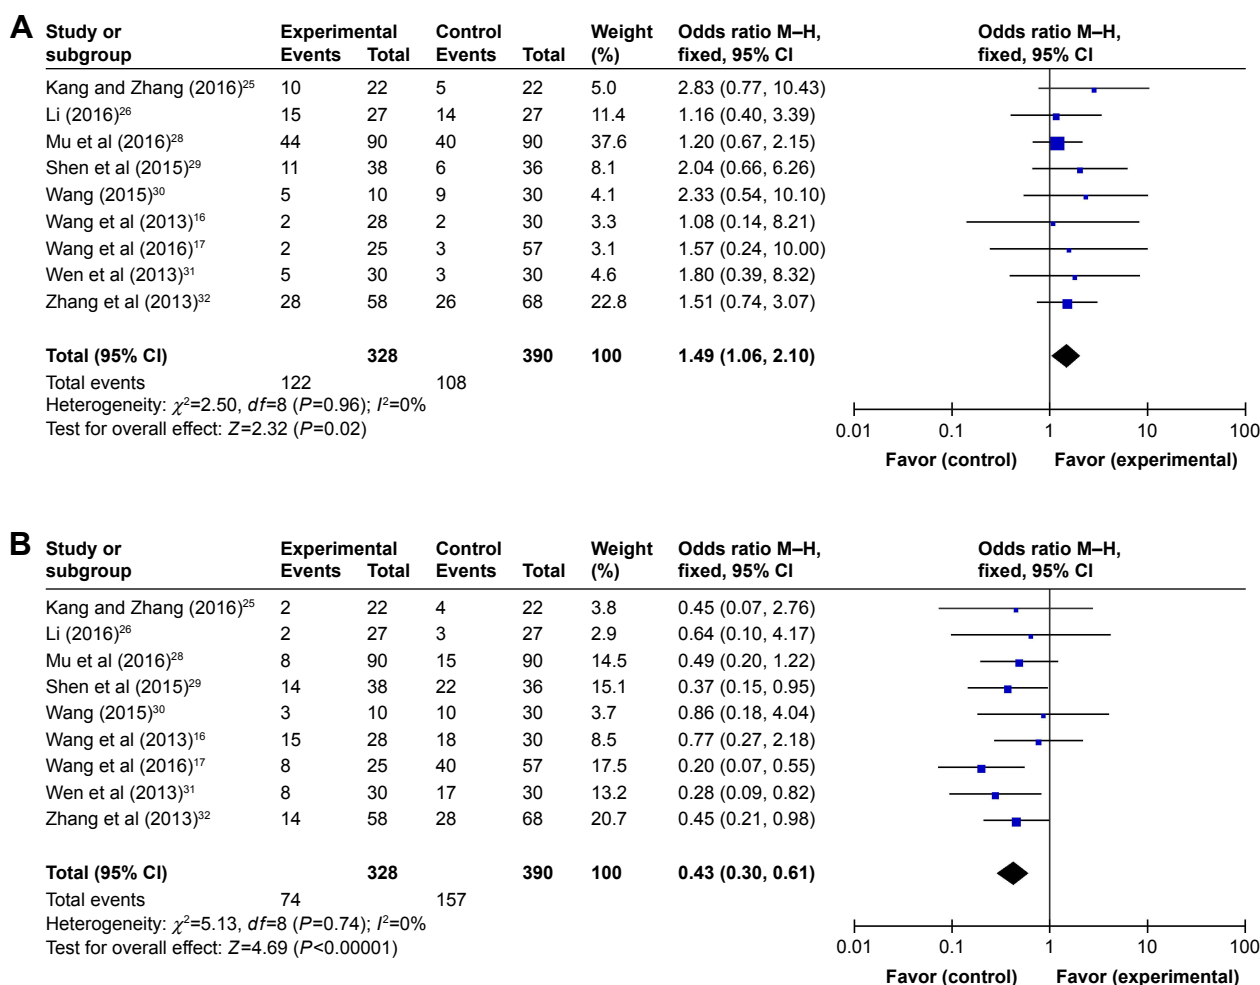 A
Study or subgroup Experimental Events Total Control Events Total Weight (%) Odds ratio M–H, fixed, 95% CI Odds ratio M–H, fixed, 95% CI
Kang and Zhang (2016)25 10 22 5 22 5.0 2.83 (0.77, 10.43)
Li (2016)26 15 27 14 27 11.4 1.16 (0.40, 3.39)
Mu et al (2016)28 44 90 40 90 37.6 1.20 (0.67, 2.15)
Shen et al (2015)29 11 38 6 36 8.1 2.04 (0.66, 6.26)
Wang (2015)30 5 10 9 30 4.1 2.33 (0.54, 10.10)
Wang et al (2013)16 2 28 2 30 3.3 1.08 (0.14, 8.21)
Wang et al (2016)17 2 25 3 57 3.1 1.57 (0.24, 10.00)
Wen et al (2013)31 5 30 3 30 4.6 1.80 (0.39, 8.32)
Zhang et al (2013)32 28 58 26 68 22.8 1.51 (0.74, 3.07)
Total (95% CI) 328 390 100 1.49 (1.06, 2.10)
Total events 122 108
Heterogeneity: χ²=2.50, df=8 (P=0.96); I²=0%
Test for overall effect: Z=2.32 (P=0.02)
0.01 0.1 1 10 100
Favor (control) Favor (experimental)
B
Study or subgroup Experimental Events Total Control Events Total Weight (%) Odds ratio M–H, fixed, 95% CI Odds ratio M–H, fixed, 95% CI
Kang and Zhang (2016)25 2 22 4 22 3.8 0.45 (0.07, 2.76)
Li (2016)26 2 27 3 27 2.9 0.64 (0.10, 4.17)
Mu et al (2016)28 8 90 15 90 14.5 0.49 (0.20, 1.22)
Shen et al (2015)29 14 38 22 36 15.1 0.37 (0.15, 0.95)
Wang (2015)30 3 10 10 30 3.7 0.86 (0.18, 4.04)
Wang et al (2013)16 15 28 18 30 8.5 0.77 (0.27, 2.18)
Wang et al (2016)17 8 25 40 57 17.5 0.20 (0.07, 0.55)
Wen et al (2013)31 8 30 17 30 13.2 0.28 (0.09, 0.82)
Zhang et al (2013)32 14 58 28 68 20.7 0.45 (0.21, 0.98)
Total (95% CI) 328 390 100 0.43 (0.30, 0.61)
Total events 74 157
Heterogeneity: χ²=5.13, df=8 (P=0.74); I²=0%
Test for overall effect: Z=4.69 (P<0.00001)
0.01 0.1 1 10 100
Favor (control) Favor (experimental)